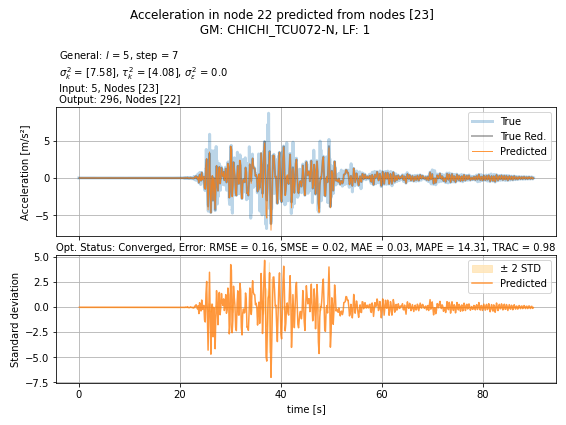 Acceleration in node 22 predicted from nodes [23]
GM: CHICHI_TCU072-N, LF: 1
General: l = 5, step = 7
σ_k^2 = [7.58], τ_k^2 = [4.08], σ_ε^2 = 0.0
Input: 5, Nodes [23]
Output: 296, Nodes [22]
True
True Red.
Predicted
Acceleration [m/s²]
5
0
−5
Opt. Status: Converged, Error: RMSE = 0.16, SMSE = 0.02, MAE = 0.03, MAPE = 14.31, TRAC = 0.98
± 2 STD
Predicted
Standard deviation
5.0
2.5
0.0
−2.5
−5.0
−7.5
0 20 40 60 80
time [s]